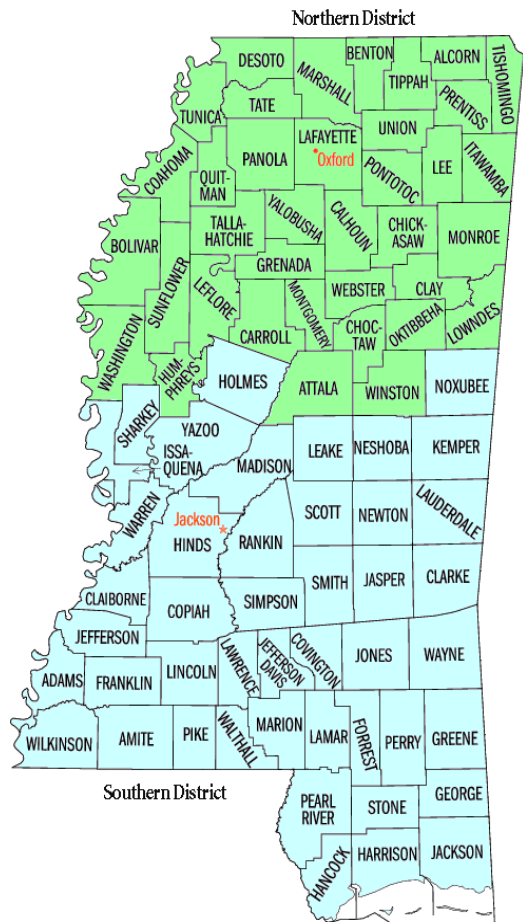 Northern District
DESOTO
BENTON
ALCORN
TISHOMINGO
MARSHALL
TIPPAH
PRENTISS
TUNICA
TATE
UNION
LAFAYETTE
Oxford
PANOLA
COAHOMA
PONTOTOC
LEE
ITAWAMBA
QUIT-
MAN
YALOBUSHA
CALHOUN
CHICK-
ASAW
MONROE
BOLIVAR
TALLA-
HATCHIE
SUNFLOWER
GRENADA
LEFLORE
MONTGOMERY
WEBSTER
CLAY
WASHINGTON
CARROLL
CHOC-
TAW
OKTIBBEHA
LOWNDES
HUM-
PHREYS
HOLMES
ATTALA
WINSTON
NOXUBEE
SHARKEY
YAZOO
ISSA-
QUENA
MADISON
LEAKE
NESHOBA
KEMPER
WARREN
Jackson
HINDS
RANKIN
SCOTT
NEWTON
LAUDERDALE
CLAIBORNE
COPIAH
SIMPSON
SMITH
JASPER
CLARKE
JEFFERSON
ADAMS
FRANKLIN
LINCOLN
LAWRENCE
JEFFERSON
DAVIS
COVINGTON
JONES
WAYNE
WILKINSON
AMITE
PIKE
WALTHALL
MARION
LAMAR
FORREST
PERRY
GREENE
Southern District
PEARL
RIVER
STONE
GEORGE
HANCOCK
HARRISON
JACKSON